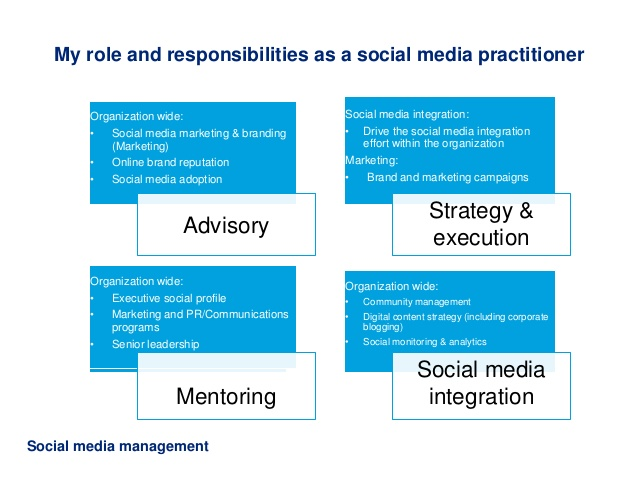 My role and responsibilities as a social media practitioner
Organization wide:
• Social media marketing & branding
(Marketing)
• Online brand reputation
• Social media adoption
Advisory
Social media integration:
• Drive the social media integration
effort within the organization
Marketing:
• Brand and marketing campaigns
Strategy &
execution
Organization wide:
• Executive social profile
• Marketing and PR/Communications
programs
• Senior leadership
Mentoring
Organization wide:
• Community management
• Digital content strategy (including corporate
blogging)
• Social monitoring & analytics
Social media
integration
Social media management